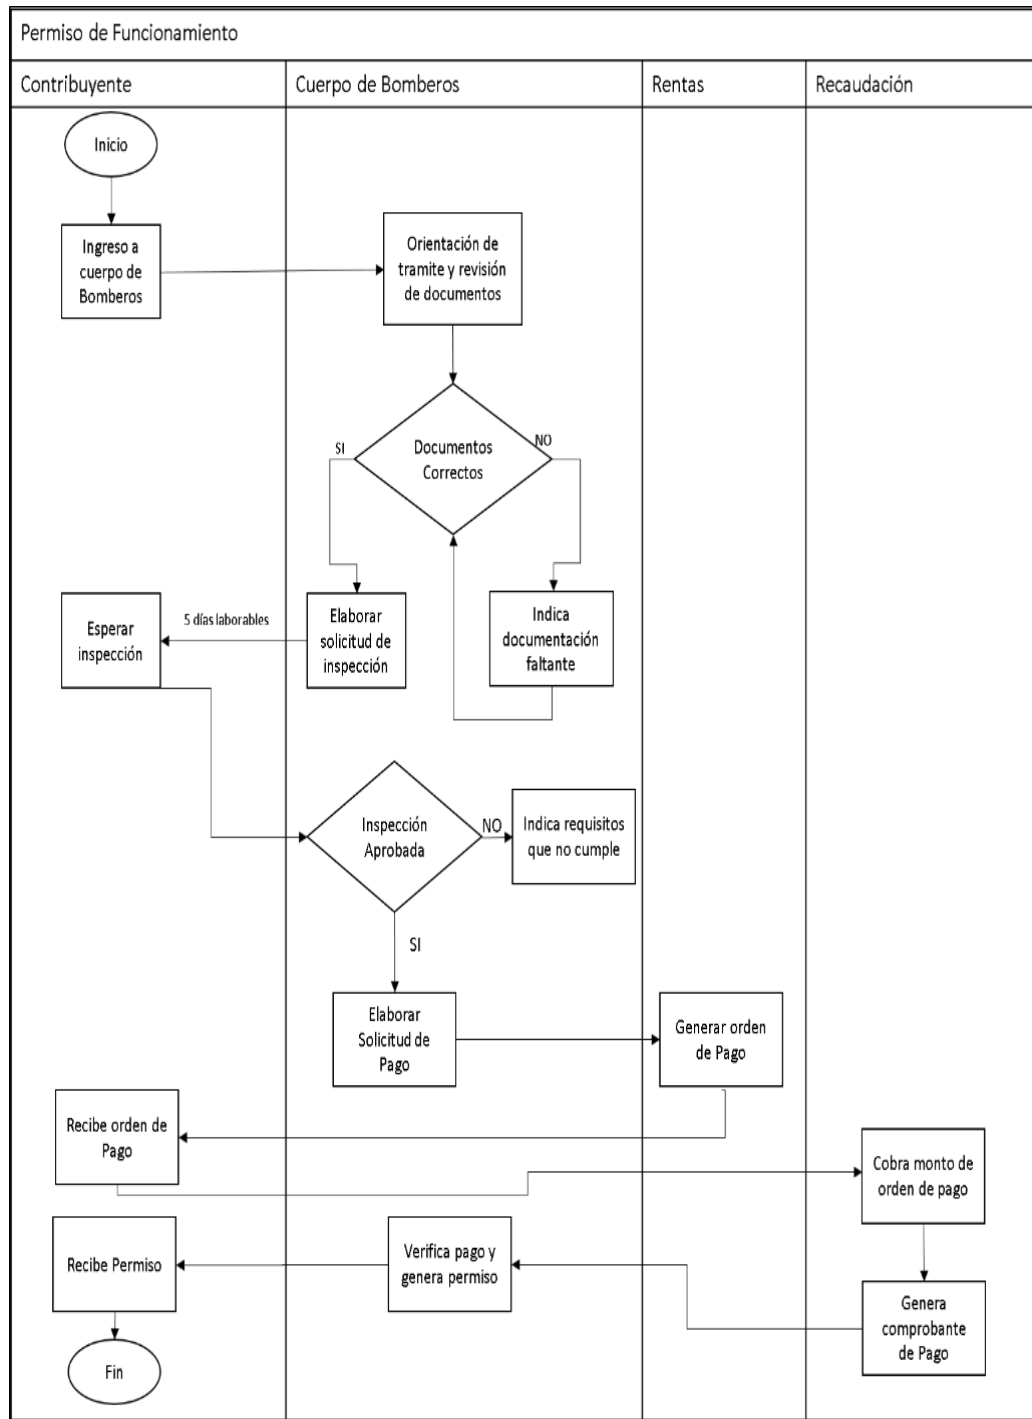 Permiso de Funcionamiento
Contribuyente
Cuerpo de Bomberos
Rentas
Recaudación
Inicio
Ingreso a
cuerpo de
Bomberos
Orientación de
tramite y revisión
de documentos
Documentos
Correctos
SI
NO
Indica
documentación
faltante
Elaborar
solicitud de
inspección
5 días laborables
Esperar
inspección
Inspección
Aprobada
NO
Indica requisitos
que no cumple
SI
Elaborar
Solicitud de
Pago
Generar orden
de Pago
Recibe orden de
Pago
Cobra monto de
orden de pago
Genera
comprobante
de Pago
Verifica pago y
genera permiso
Recibe Permiso
Fin